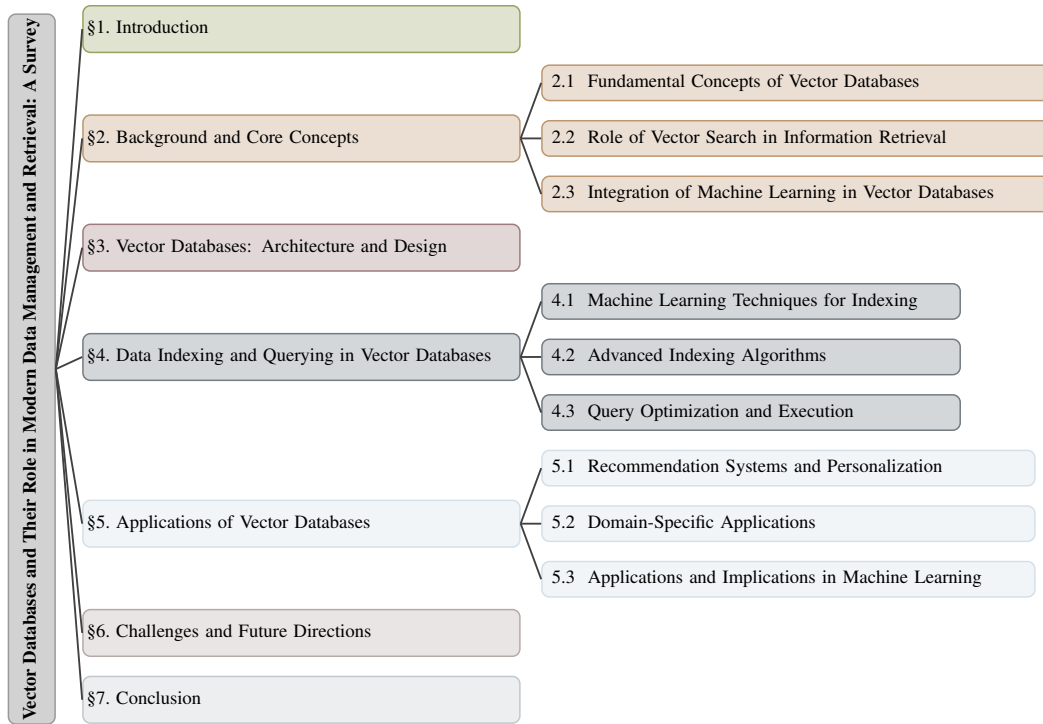 Vector Databases and Their Role in Modern Data Management and Retrieval: A Survey
§1. Introduction
§2. Background and Core Concepts
2.1 Fundamental Concepts of Vector Databases
2.2 Role of Vector Search in Information Retrieval
2.3 Integration of Machine Learning in Vector Databases
§3. Vector Databases: Architecture and Design
§4. Data Indexing and Querying in Vector Databases
4.1 Machine Learning Techniques for Indexing
4.2 Advanced Indexing Algorithms
4.3 Query Optimization and Execution
§5. Applications of Vector Databases
5.1 Recommendation Systems and Personalization
5.2 Domain-Specific Applications
5.3 Applications and Implications in Machine Learning
§6. Challenges and Future Directions
§7. Conclusion